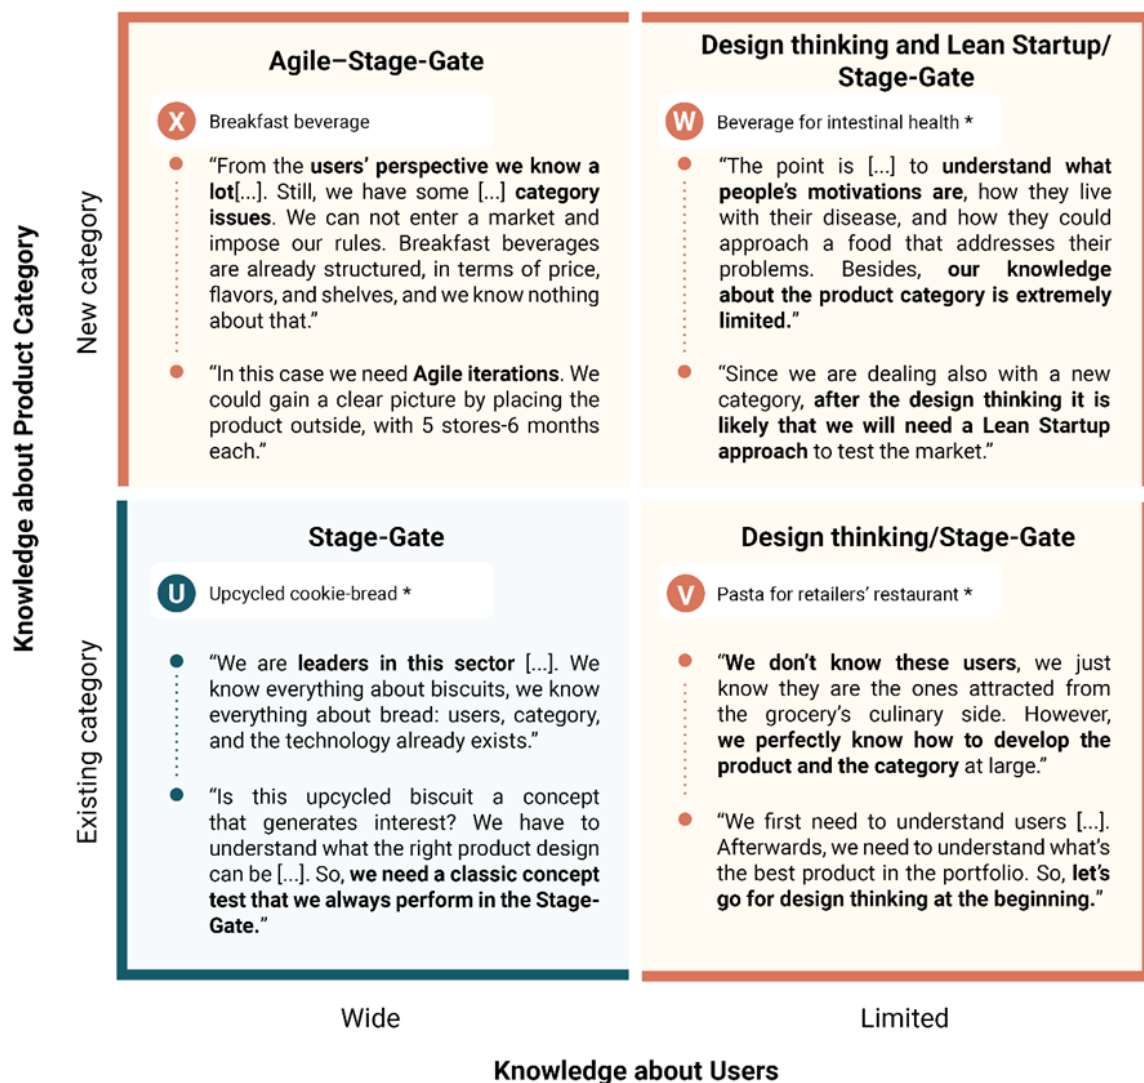 Knowledge about Product Category
New category
Agile–Stage-Gate
X Breakfast beverage
“From the users’ perspective we know a
lot[...]. Still, we have some [...] category
issues. We can not enter a market and
impose our rules. Breakfast beverages
are already structured, in terms of price,
flavors, and shelves, and we know nothing
about that.”
“In this case we need Agile iterations. We
could gain a clear picture by placing the
product outside, with 5 stores-6 months
each.”
Design thinking and Lean Startup/
Stage-Gate
W Beverage for intestinal health *
“The point is [...] to understand what
people’s motivations are, how they live
with their disease, and how they could
approach a food that addresses their
problems. Besides, our knowledge
about the product category is extremely
limited.”
“Since we are dealing also with a new
category, after the design thinking it is
likely that we will need a Lean Startup
approach to test the market.”
Existing category
Stage-Gate
U Upcycled cookie-bread *
“We are leaders in this sector [...]. We
know everything about biscuits, we know
everything about bread: users, category,
and the technology already exists.”
“Is this upcycled biscuit a concept
that generates interest? We have to
understand what the right product design
can be [...]. So, we need a classic concept
test that we always perform in the Stage-
Gate.”
Design thinking/Stage-Gate
V Pasta for retailers’ restaurant *
“We don’t know these users, we just
know they are the ones attracted from
the grocery’s culinary side. However,
we perfectly know how to develop the
product and the category at large.”
“We first need to understand users [...].
Afterwards, we need to understand what’s
the best product in the portfolio. So, let’s
go for design thinking at the beginning.”
Wide
Limited
Knowledge about Users